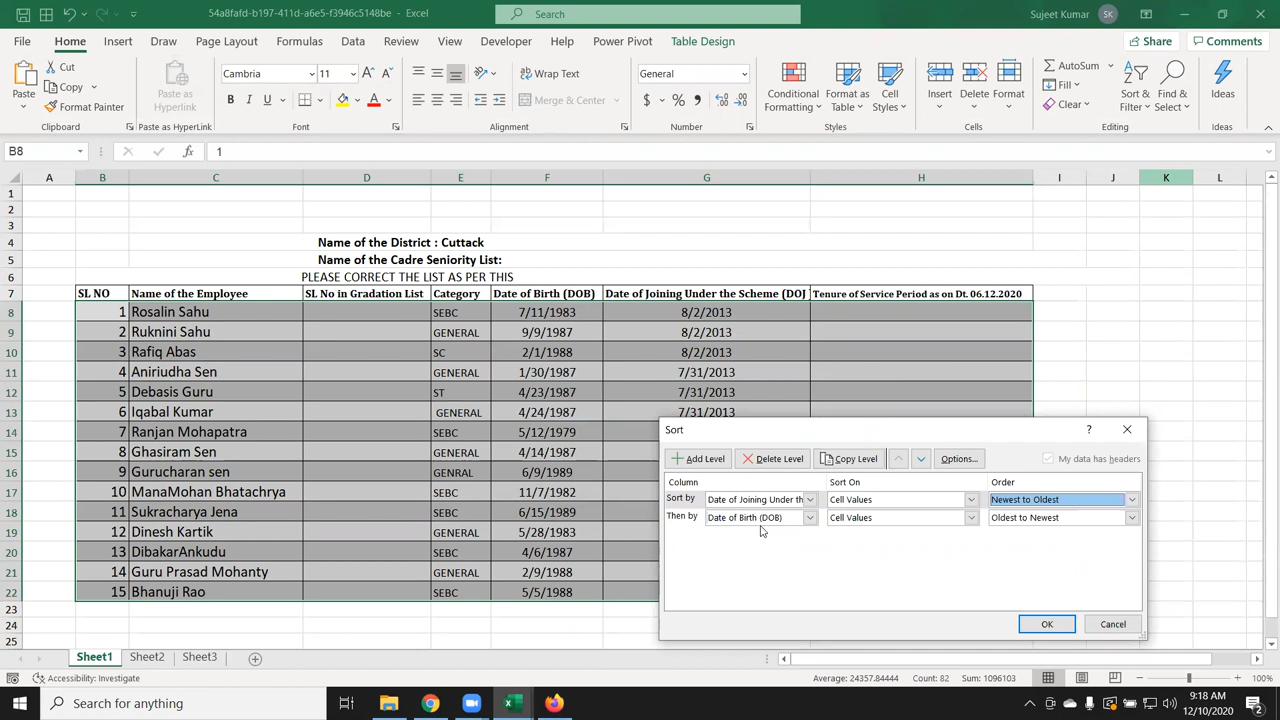 54a8fafd-b197-411d-a6e5-f3946c5148be - Excel
Search
Sujeet Kumar SK
File Home Insert Draw Page Layout Formulas Data Review View Developer Help Power Pivot Table Design Share Comments
Paste
Cut
Copy
Format Painter
Clipboard
Paste as Hyperlink
Paste as HyperLink
Cambria 11
B I U
Font
Wrap Text
Merge & Center
Alignment
General
$ % 9
Number
Conditional Formatting
Format as Table
Cell Styles
Styles
Insert Delete Format
Cells
AutoSum
Fill
Clear
Sort & Filter
Find & Select
Editing
Ideas
Ideas
B8 fx 1
A B C D E F G H I J K L
1
2
3
4 Name of the District : Cuttack
5 Name of the Cadre Seniority List:
6 PLEASE CORRECT THE LIST AS PER THIS
7 SL NO Name of the Employee SL No in Gradation List Category Date of Birth (DOB) Date of Joining Under the Scheme (DOJ Tenure of Service Period as on Dt. 06.12.2020
8 1 Rosalin Sahu SEBC 7/11/1983 8/2/2013
9 2 Ruknini Sahu GENERAL 9/9/1987 8/2/2013
10 3 Rafiq Abas SC 2/1/1988 8/2/2013
11 4 Aniriudha Sen GENERAL 1/30/1987 7/31/2013
12 5 Debasis Guru ST 4/23/1987 7/31/2013
13 6 Iqabal Kumar GENERAL 4/24/1987 7/31/2013
14 7 Ranjan Mohapatra SEBC 5/12/1979
15 8 Ghasiram Sen GENERAL 4/14/1987
16 9 Gurucharan sen GENRAL 6/9/1989
17 10 ManaMohan Bhatachrya SEBC 11/7/1982
18 11 Sukracharya Jena SEBC 6/15/1989
19 12 Dinesh Kartik GENERAL 5/28/1983
20 13 DibakarAnkudu SEBC 4/6/1987
21 14 Guru Prasad Mohanty GENERAL 2/9/1988
22 15 Bhanuji Rao SEBC 5/5/1988
23
24
25
Sort ?
Add Level Delete Level Copy Level Options... My data has headers
Column Sort On Order
Sort by Date of Joining Under th Cell Values Newest to Oldest
Then by Date of Birth (DOB) Cell Values Oldest to Newest
OK Cancel
Sheet1 Sheet2 Sheet3
Accessibility: Investigate Average: 24357.84444 Count: 82 Sum: 1096103 100%
Search for anything
9:18 AM
12/10/2020
2